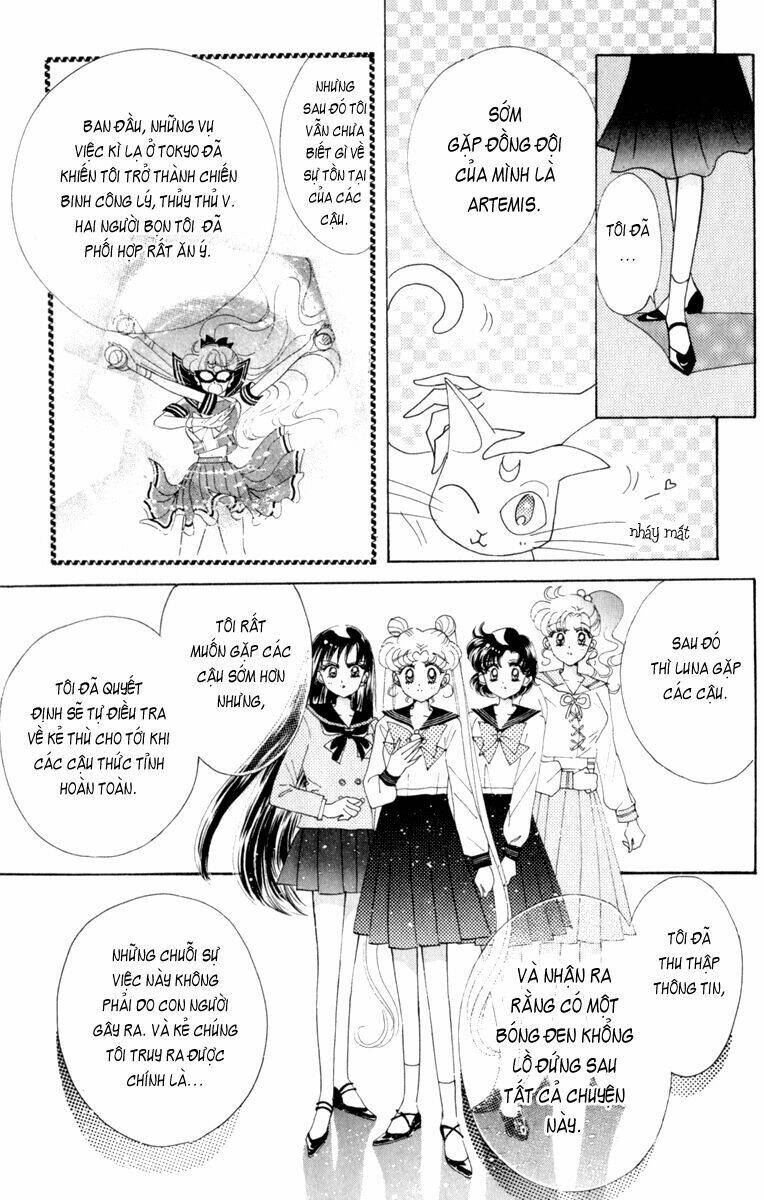 TÔI ĐÃ
...
SỚM
GẶP ĐỒNG ĐỘI
CỦA MÌNH LÀ
ARTEMIS.
nháy mắt
NHƯNG
SAU ĐÓ TÔI
VẪN CHƯA
BIẾT GÌ VỀ
SỰ TỒN TẠI
CỦA CÁC
CẬU.
BAN ĐẦU, NHỮNG VỤ
VIỆC KÌ LẠ Ở TOKYO ĐÃ
KHIẾN TÔI TRỞ THÀNH CHIẾN
BINH CÔNG LÝ, THỦY THỦ V.
HAI NGƯỜI BỌN TÔI ĐÃ
PHỐI HỢP RẤT ĂN Ý.
SAU ĐÓ
THÌ LUNA GẶP
CÁC CẬU.
TÔI RẤT
MUỐN GẶP CÁC
CẬU SỚM HƠN
NHƯNG,
TÔI ĐÃ QUYẾT
ĐỊNH SẼ TỰ ĐIỀU TRA
VỀ KẺ THÙ CHO TỚI KHI
CÁC CẬU THỨC TỈNH
HOÀN TOÀN.
TÔI ĐÃ
THU THẬP
THÔNG TIN,
VÀ NHẬN RA
RẰNG CÓ MỘT
BÓNG ĐEN KHỔNG
LỒ ĐỨNG SAU
TẤT CẢ CHUYỆN
NÀY.
NHỮNG CHUỖI SỰ
VIỆC NÀY KHÔNG
PHẢI DO CON NGƯỜI
GÂY RA. VÀ KẺ CHÚNG
TÔI TRUY RA ĐƯỢC
CHÍNH LÀ...